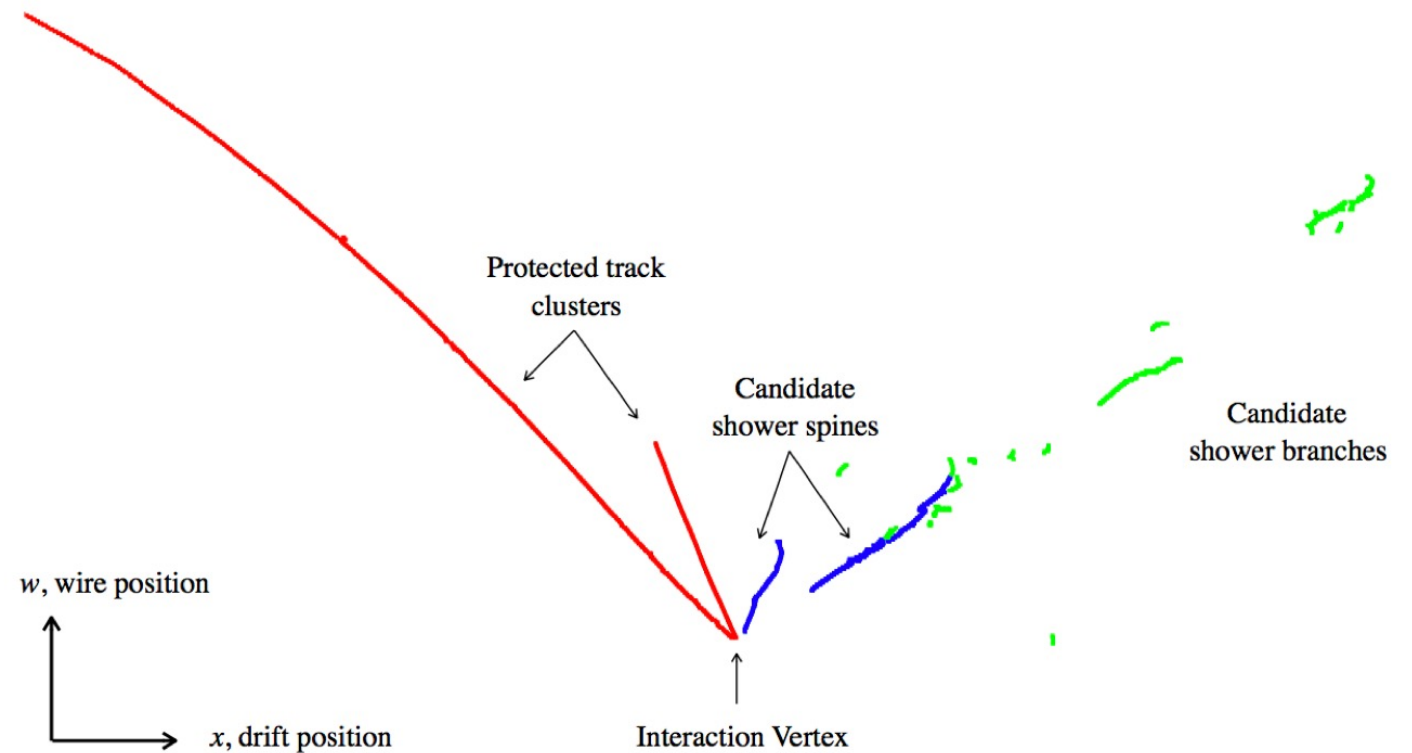 Protected track
clusters
Candidate
shower spines
Candidate
shower branches
w, wire position
x, drift position
Interaction Vertex